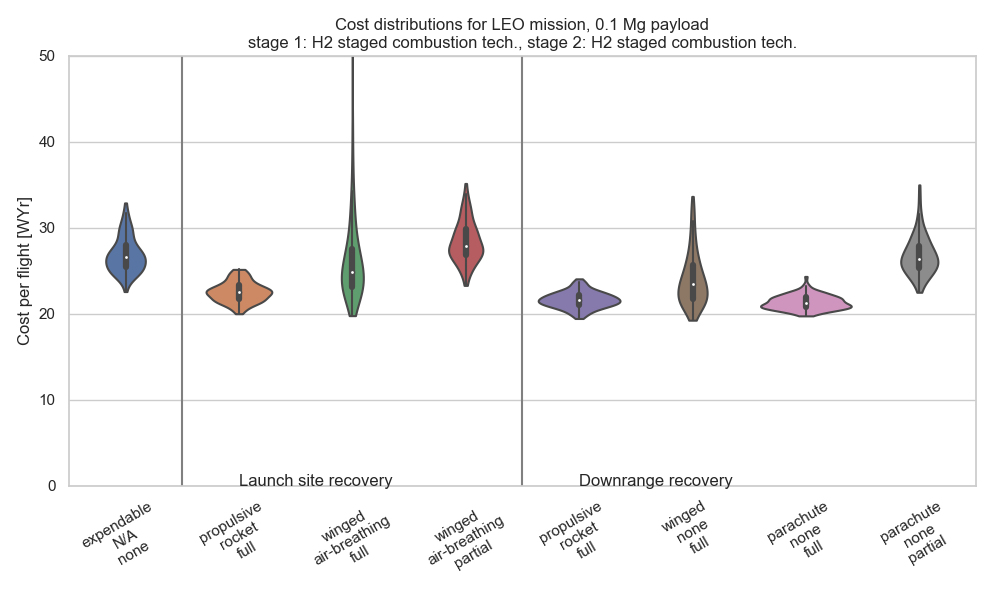 Cost distributions for LEO mission, 0.1 Mg payload
stage 1: H2 staged combustion tech., stage 2: H2 staged combustion tech.
Cost per flight [WYr]
50
40
30
20
10
0
Launch site recovery
Downrange recovery
expendable
N/A
none
propulsive
rocket
full
winged
air-breathing
full
winged
air-breathing
partial
propulsive
rocket
full
winged
none
full
parachute
none
full
parachute
none
partial